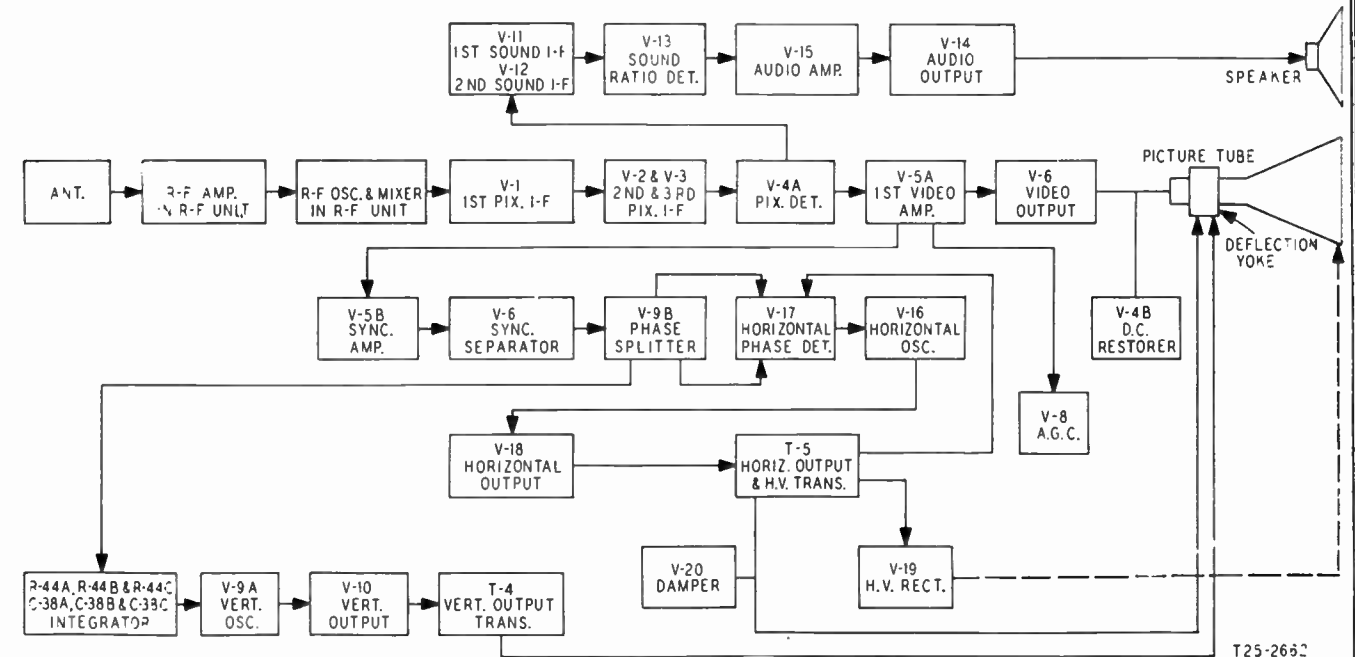 V-11
1ST SOUND I-F
V-12
2ND SOUND I-F
V-13
SOUND
RATIO DET.
V-15
AUDIO AMP.
V-14
AUDIO
OUTPUT
SPEAKER
ANT.
R-F AMP.
IN R-F UNIT
R-F OSC. & MIXER
IN R-F UNIT
V-1
1ST PIX. I-F
V-2 & V-3
2ND & 3RD
PIX. I-F
V-4A
PIX. DET.
V-5A
1ST VIDEO
AMP.
V-6
VIDEO
OUTPUT
PICTURE TUBE
DEFLECTION
YOKE
V-5B
SYNC.
AMP.
V-6
SYNC.
SEPARATOR
V-9B
PHASE
SPLITTER
V-17
HORIZONTAL
PHASE DET.
V-16
HORIZONTAL
OSC.
V-4B
D.C.
RESTORER
V-8
A.G.C.
V-18
HORIZONTAL
OUTPUT
T-5
HORIZ. OUTPUT
& H.V. TRANS.
V-20
DAMPER
V-19
H.V. RECT.
R-44A, R-44B & R-44C
C-38A, C-38B & C-38C
INTEGRATOR
V-9A
VERT.
OSC.
V-10
VERT.
OUTPUT
T-4
VERT. OUTPUT
TRANS.
T25-2662